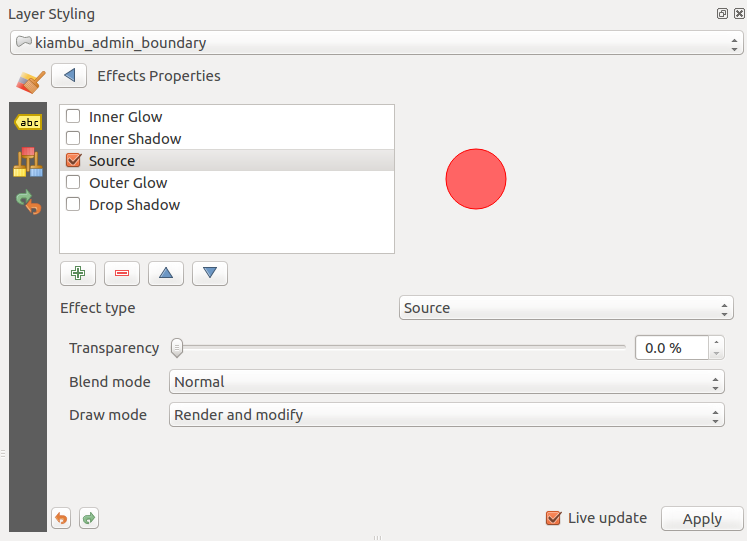 Layer Styling
kiambu_admin_boundary
Effects Properties
abc
Inner Glow
Inner Shadow
Source
Outer Glow
Drop Shadow
Effect type
Source
Transparency
0.0 %
Blend mode
Normal
Draw mode
Render and modify
Live update
Apply